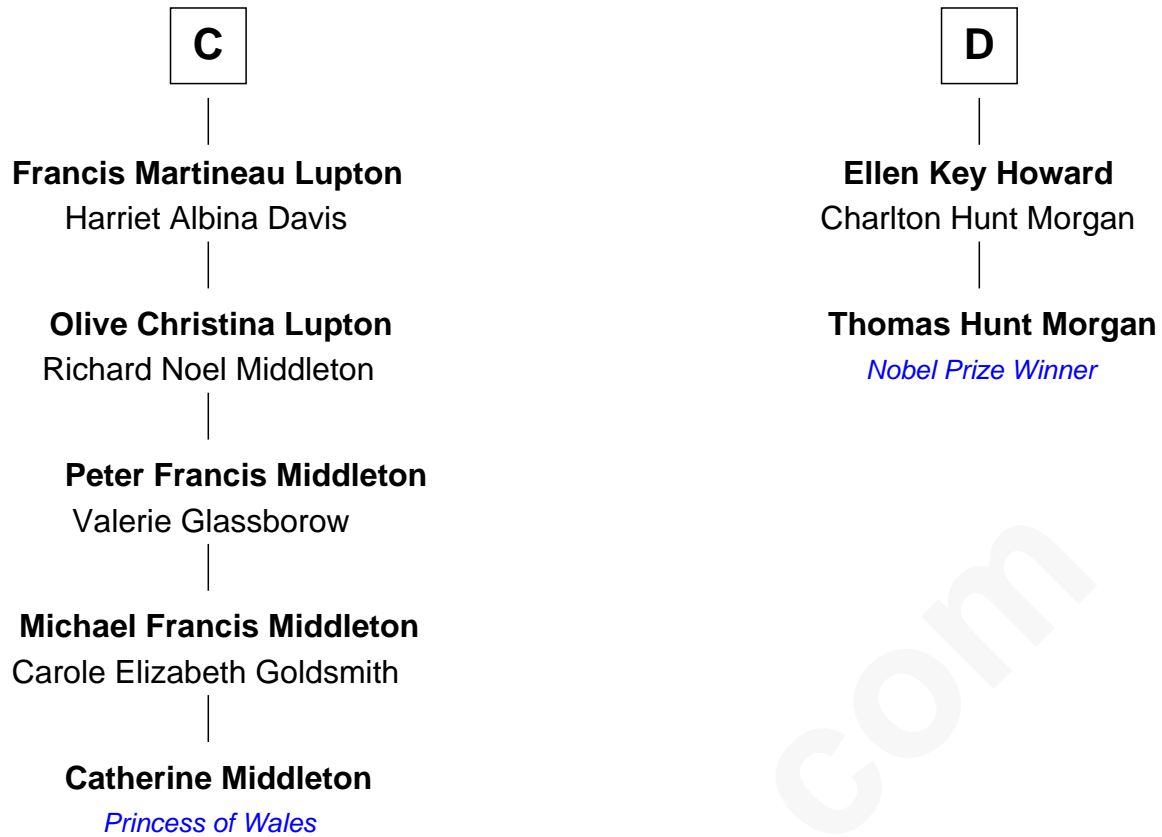 C
Francis Martineau Lupton
Harriet Albina Davis
Olive Christina Lupton
Richard Noel Middleton
Peter Francis Middleton
Valerie Glassborow
Michael Francis Middleton
Carole Elizabeth Goldsmith
Catherine Middleton
Princess of Wales
D
Ellen Key Howard
Charlton Hunt Morgan
Thomas Hunt Morgan
Nobel Prize Winner
com